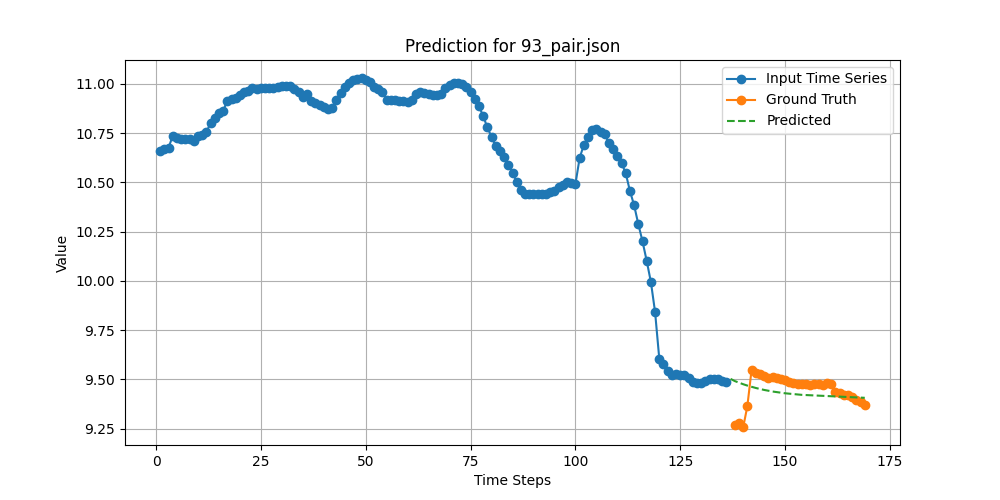 Prediction for 93_pair.json
Input Time Series
Ground Truth
Predicted
Value
11.00
10.75
10.50
10.25
10.00
9.75
9.50
9.25
0 25 50 75 100 125 150 175
Time Steps